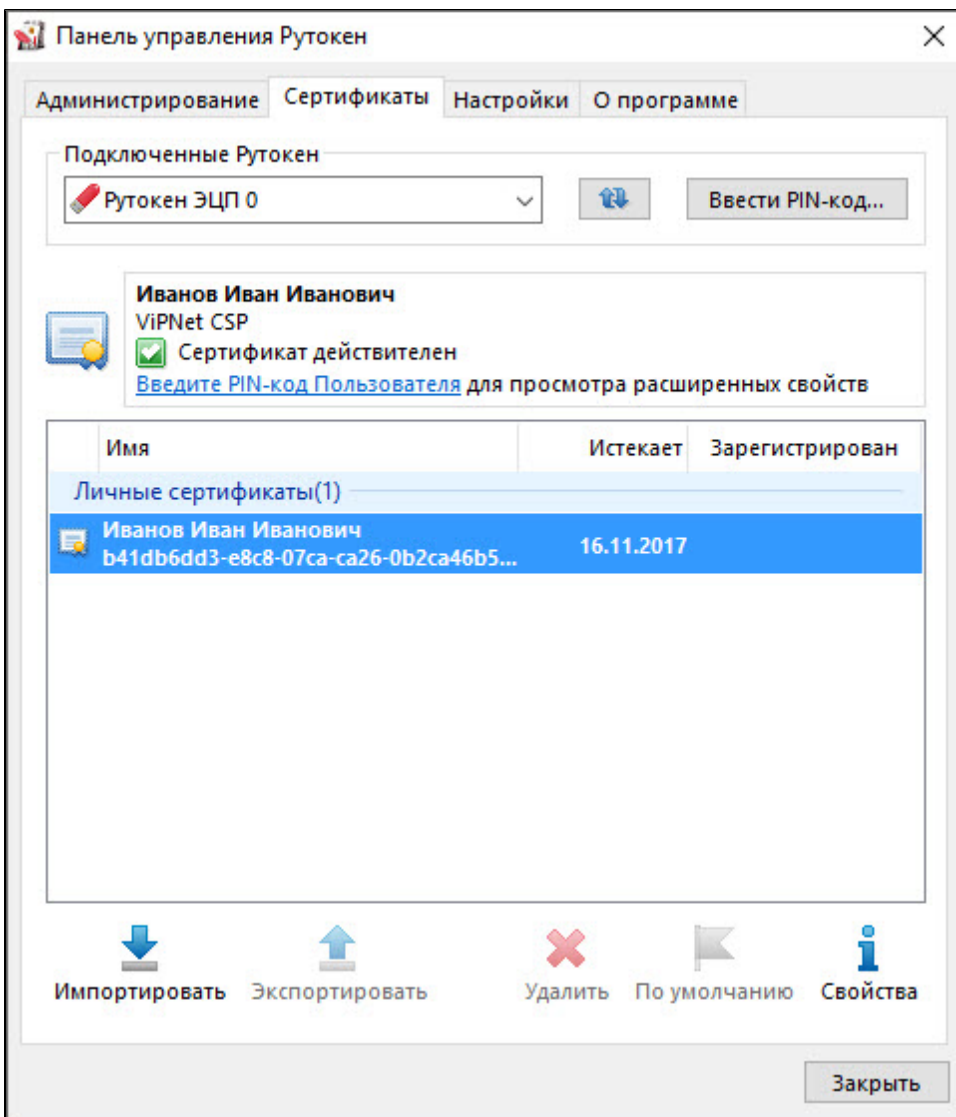 Панель управления Рутокен
Администрирование Сертификаты Настройки О программе
Подключенные Рутокен
Рутокен ЭЦП 0 Ввести PIN-код...
Иванов Иван Иванович
ViPNet CSP
Сертификат действителен
Введите PIN-код Пользователя для просмотра расширенных свойств
Имя Истекает Зарегистрирован
Личные сертификаты(1)
Иванов Иван Иванович
b41db6dd3-e8c8-07ca-ca26-0b2ca46b5... 16.11.2017
Импортировать Экспортировать Удалить По умолчанию Свойства
Закрыть